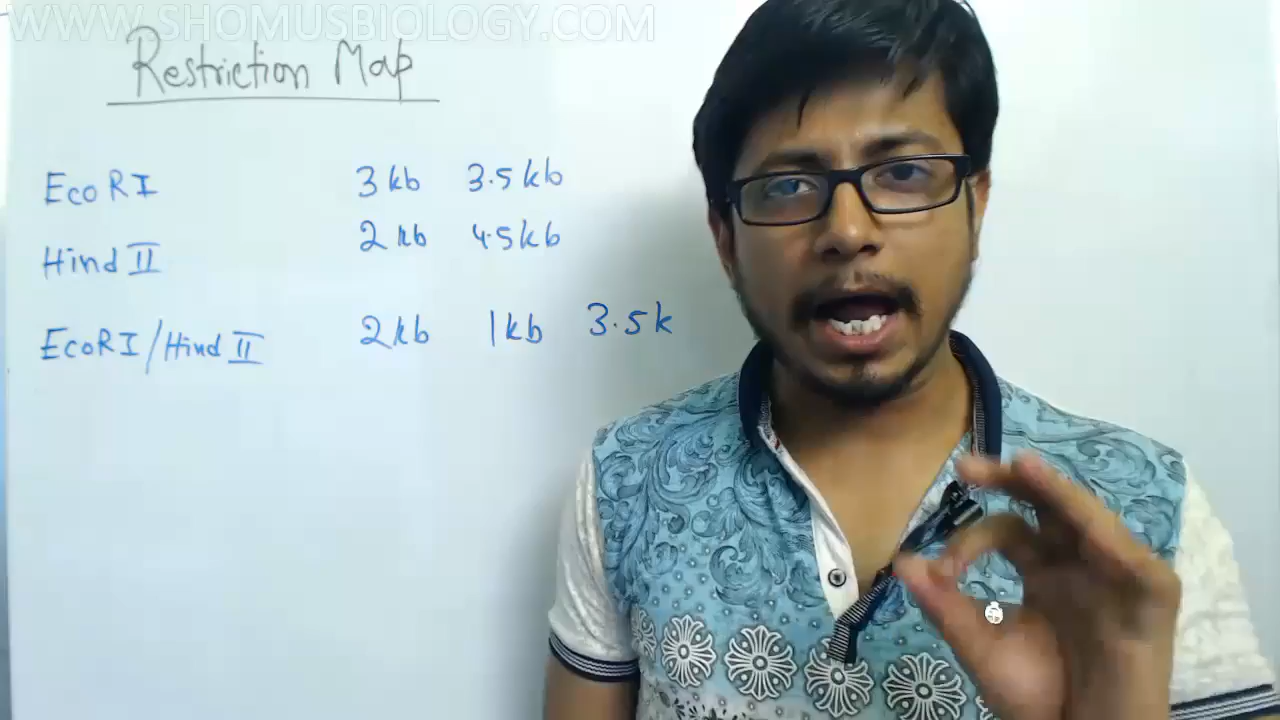 WWW.SHOMUSBIOLOGY.COM
Restriction Map
EcoRI 3kb 3.5kb
Hind II 2kb 4.5kb
EcoRI/Hind II 2kb 1kb 3.5k